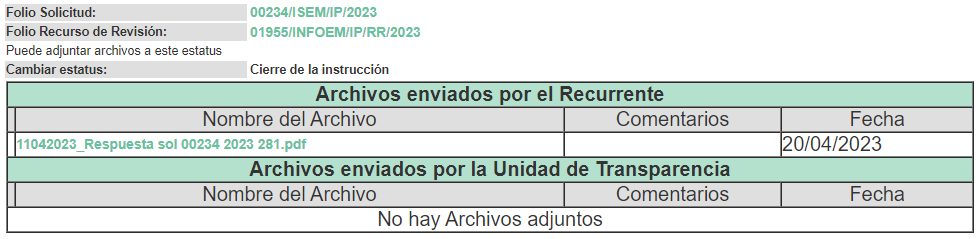 Folio Solicitud: 00234/ISEM/IP/2023
Folio Recurso de Revisión: 01955/INFOEM/IP/RR/2023
Puede adjuntar archivos a este estatus
Cambiar estatus: Cierre de la instrucción
Archivos enviados por el Recurrente
Nombre del Archivo Comentarios Fecha
11042023_Respuesta sol 00234 2023 281.pdf 20/04/2023
Archivos enviados por la Unidad de Transparencia
Nombre del Archivo Comentarios Fecha
No hay Archivos adjuntos